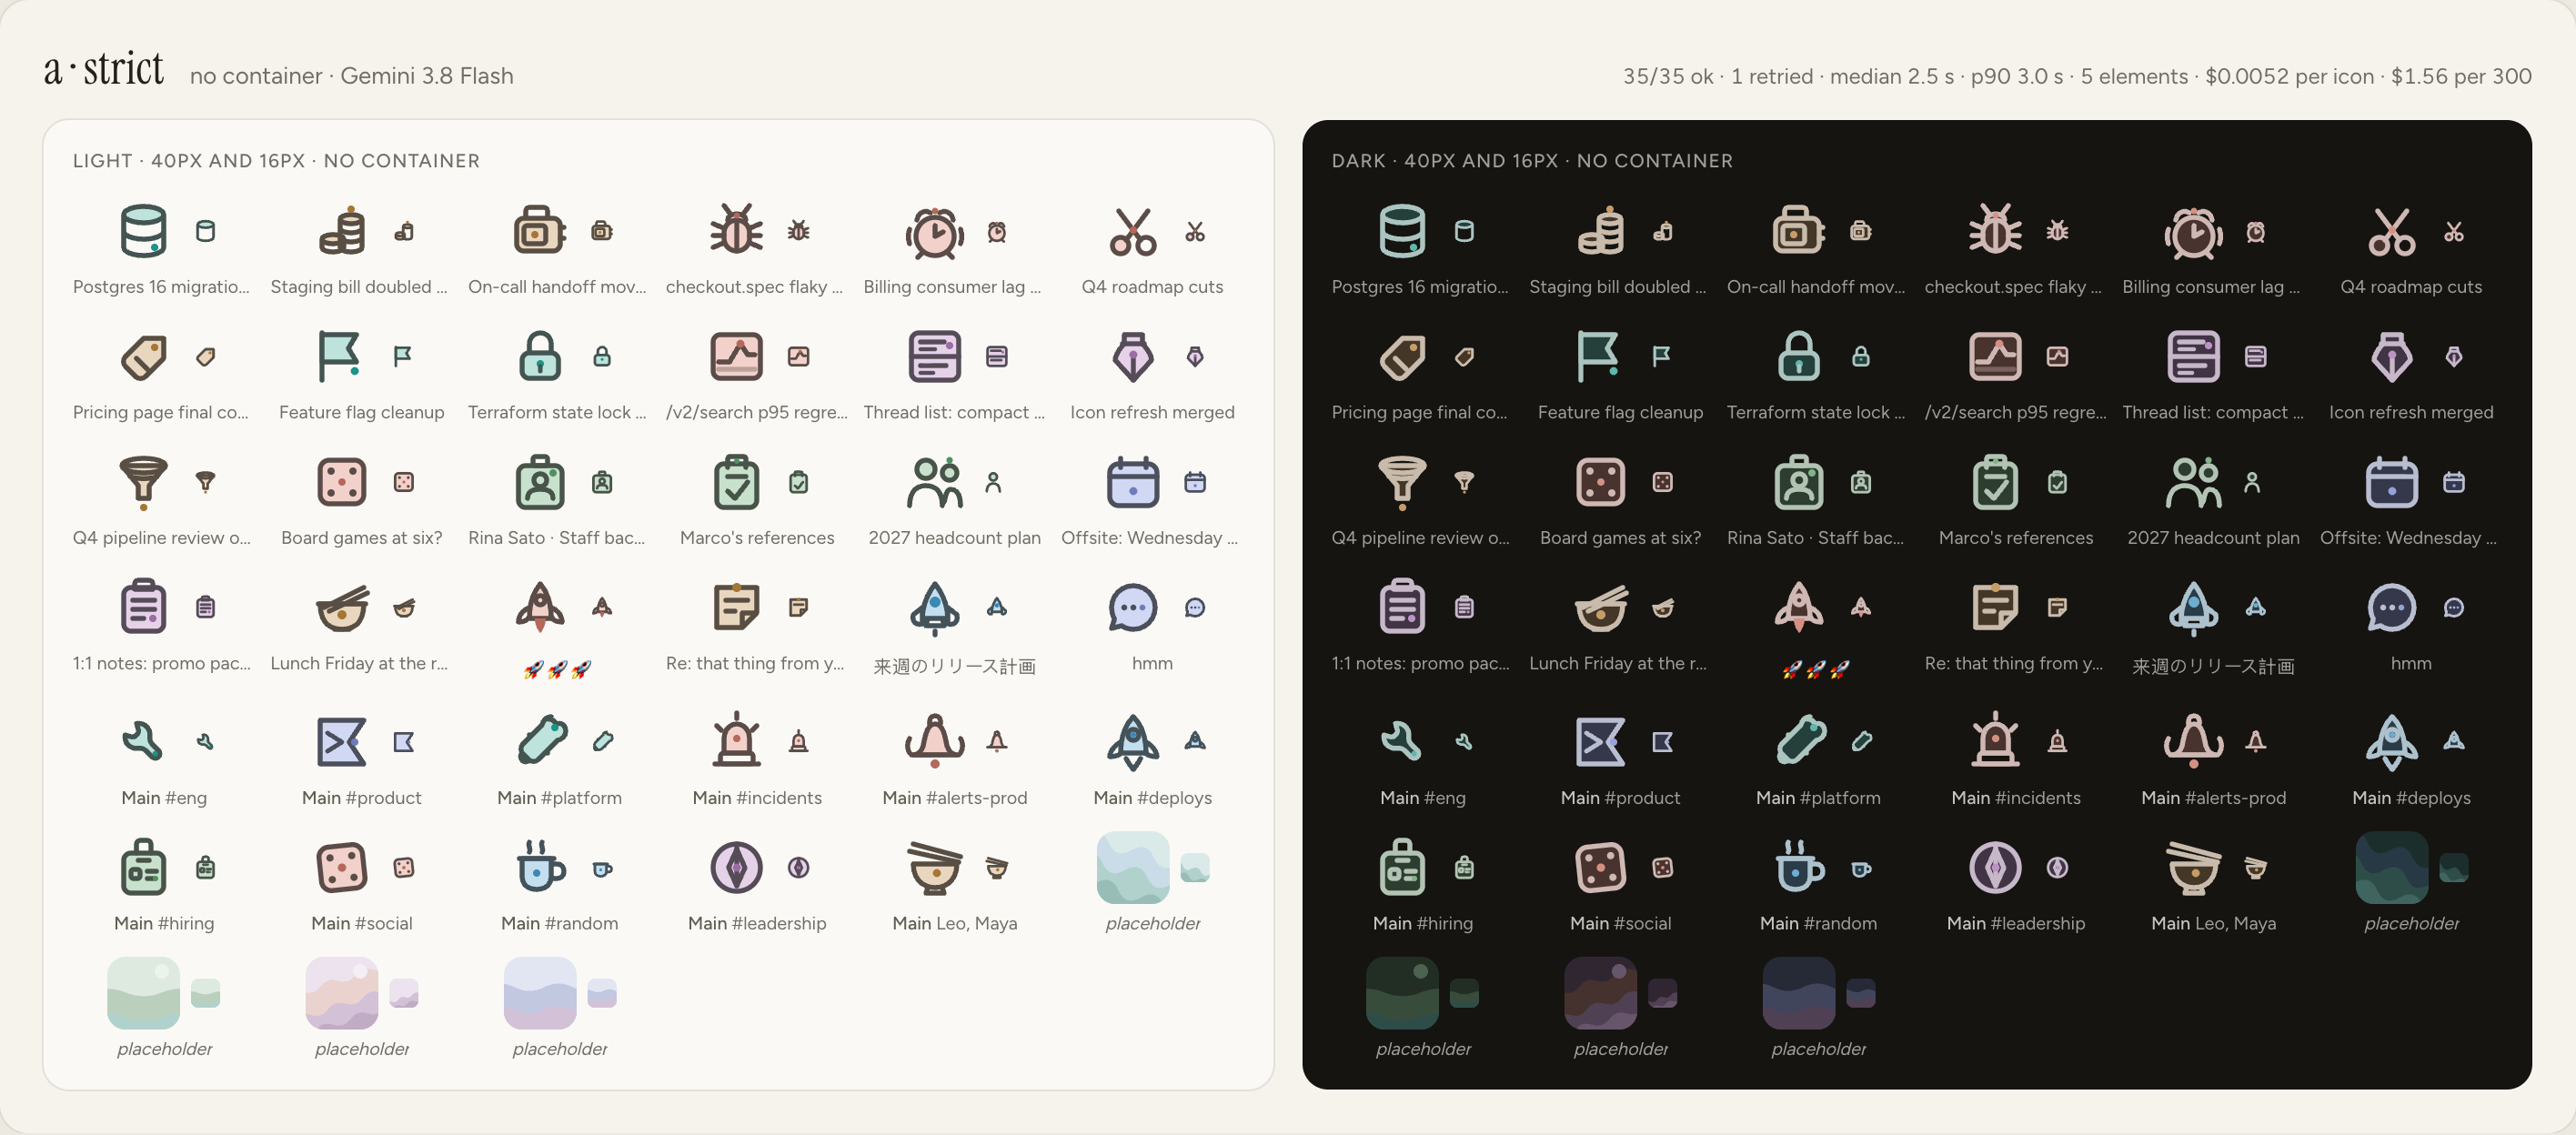 a · strict no container · Gemini 3.8 Flash
35/35 ok · 1 retried · median 2.5 s · p90 3.0 s · 5 elements · $0.0052 per icon · $1.56 per 300
LIGHT · 40PX AND 16PX · NO CONTAINER
Postgres 16 migratio... Staging bill doubled ... On-call handoff mov... checkout.spec flaky ... Billing consumer lag ... Q4 roadmap cuts
Pricing page final co... Feature flag cleanup Terraform state lock ... /v2/search p95 regre... Thread list: compact ... Icon refresh merged
Q4 pipeline review o... Board games at six? Rina Sato · Staff bac... Marco's references 2027 headcount plan Offsite: Wednesday ...
1:1 notes: promo pac... Lunch Friday at the r... 🚀🚀🚀 Re: that thing from y... 来週のリリース計画 hmm
Main #eng Main #product Main #platform Main #incidents Main #alerts-prod Main #deploys
Main #hiring Main #social Main #random Main #leadership Main Leo, Maya placeholder
placeholder placeholder placeholder
DARK · 40PX AND 16PX · NO CONTAINER
Postgres 16 migratio... Staging bill doubled ... On-call handoff mov... checkout.spec flaky ... Billing consumer lag ... Q4 roadmap cuts
Pricing page final co... Feature flag cleanup Terraform state lock ... /v2/search p95 regre... Thread list: compact ... Icon refresh merged
Q4 pipeline review o... Board games at six? Rina Sato · Staff bac... Marco's references 2027 headcount plan Offsite: Wednesday ...
1:1 notes: promo pac... Lunch Friday at the r... 🚀🚀🚀 Re: that thing from y... 来週のリリース計画 hmm
Main #eng Main #product Main #platform Main #incidents Main #alerts-prod Main #deploys
Main #hiring Main #social Main #random Main #leadership Main Leo, Maya placeholder
placeholder placeholder placeholder